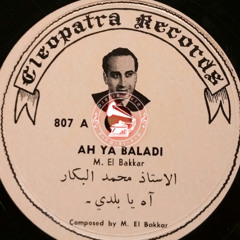 Cleopatra Records
807 A
AH YA BALADI
M. El Bakkar
الاستاذ محمد البكار
آه يا بلدي -
Composed by M. El Bakkar